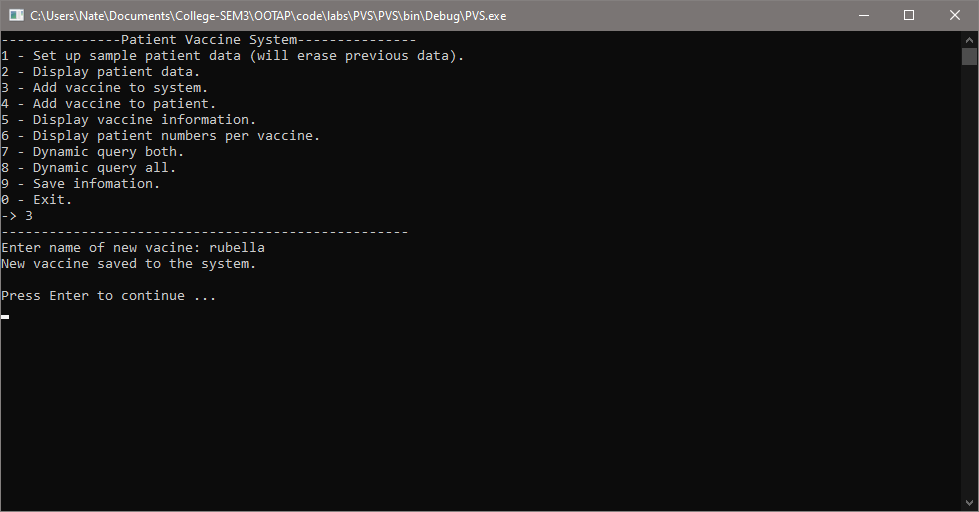 C:\Users\Nate\Documents\College-SEM3\OOTAP\code\labs\PVS\PVS\bin\Debug\PVS.exe
---------------Patient Vaccine System---------------
1 - Set up sample patient data (will erase previous data).
2 - Display patient data.
3 - Add vaccine to system.
4 - Add vaccine to patient.
5 - Display vaccine information.
6 - Display patient numbers per vaccine.
7 - Dynamic query both.
8 - Dynamic query all.
9 - Save infomation.
0 - Exit.
-> 3
---------------------------------------------------
Enter name of new vacine: rubella
New vaccine saved to the system.
Press Enter to continue ...